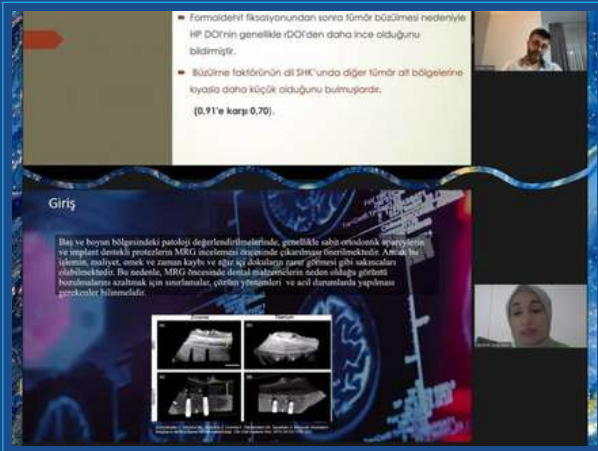 Formaldehit fiksasyonundan sonra tümör büzülmesi nedeniyle
HP DOI'nin genellikle rDOI'den daha ince olduğunu
bildirmiştir.
Büzülme faktörünün dil SHK'unda diğer tümör alt bölgelerine
kıyasla daha küçük olduğunu bulmuşlardır.
(0,91'e karşı 0,70).
Giriş
Baş ve boyun bölgesindeki patoloji değerlendirilmelerinde, genellikle sabit ortodontik apareylerin
ve implant destekli protezlerin MRG incelemesi öncesinde çıkarılması önerilmektedir. Ancak bu
işlemin, maliyet, emek ve zaman kaybı ve ağız içi dokuların zarar görmesi gibi sakıncaları
olabilmektedir. Bu nedenle, MRG öncesinde dental malzemelerin neden olduğu görüntü
bozulmalarını azaltmak için sınırlamalar, çözüm yöntemleri ve acil durumlarda yapılması
gerekenler bilinmelidir.
Zirconia Titanium